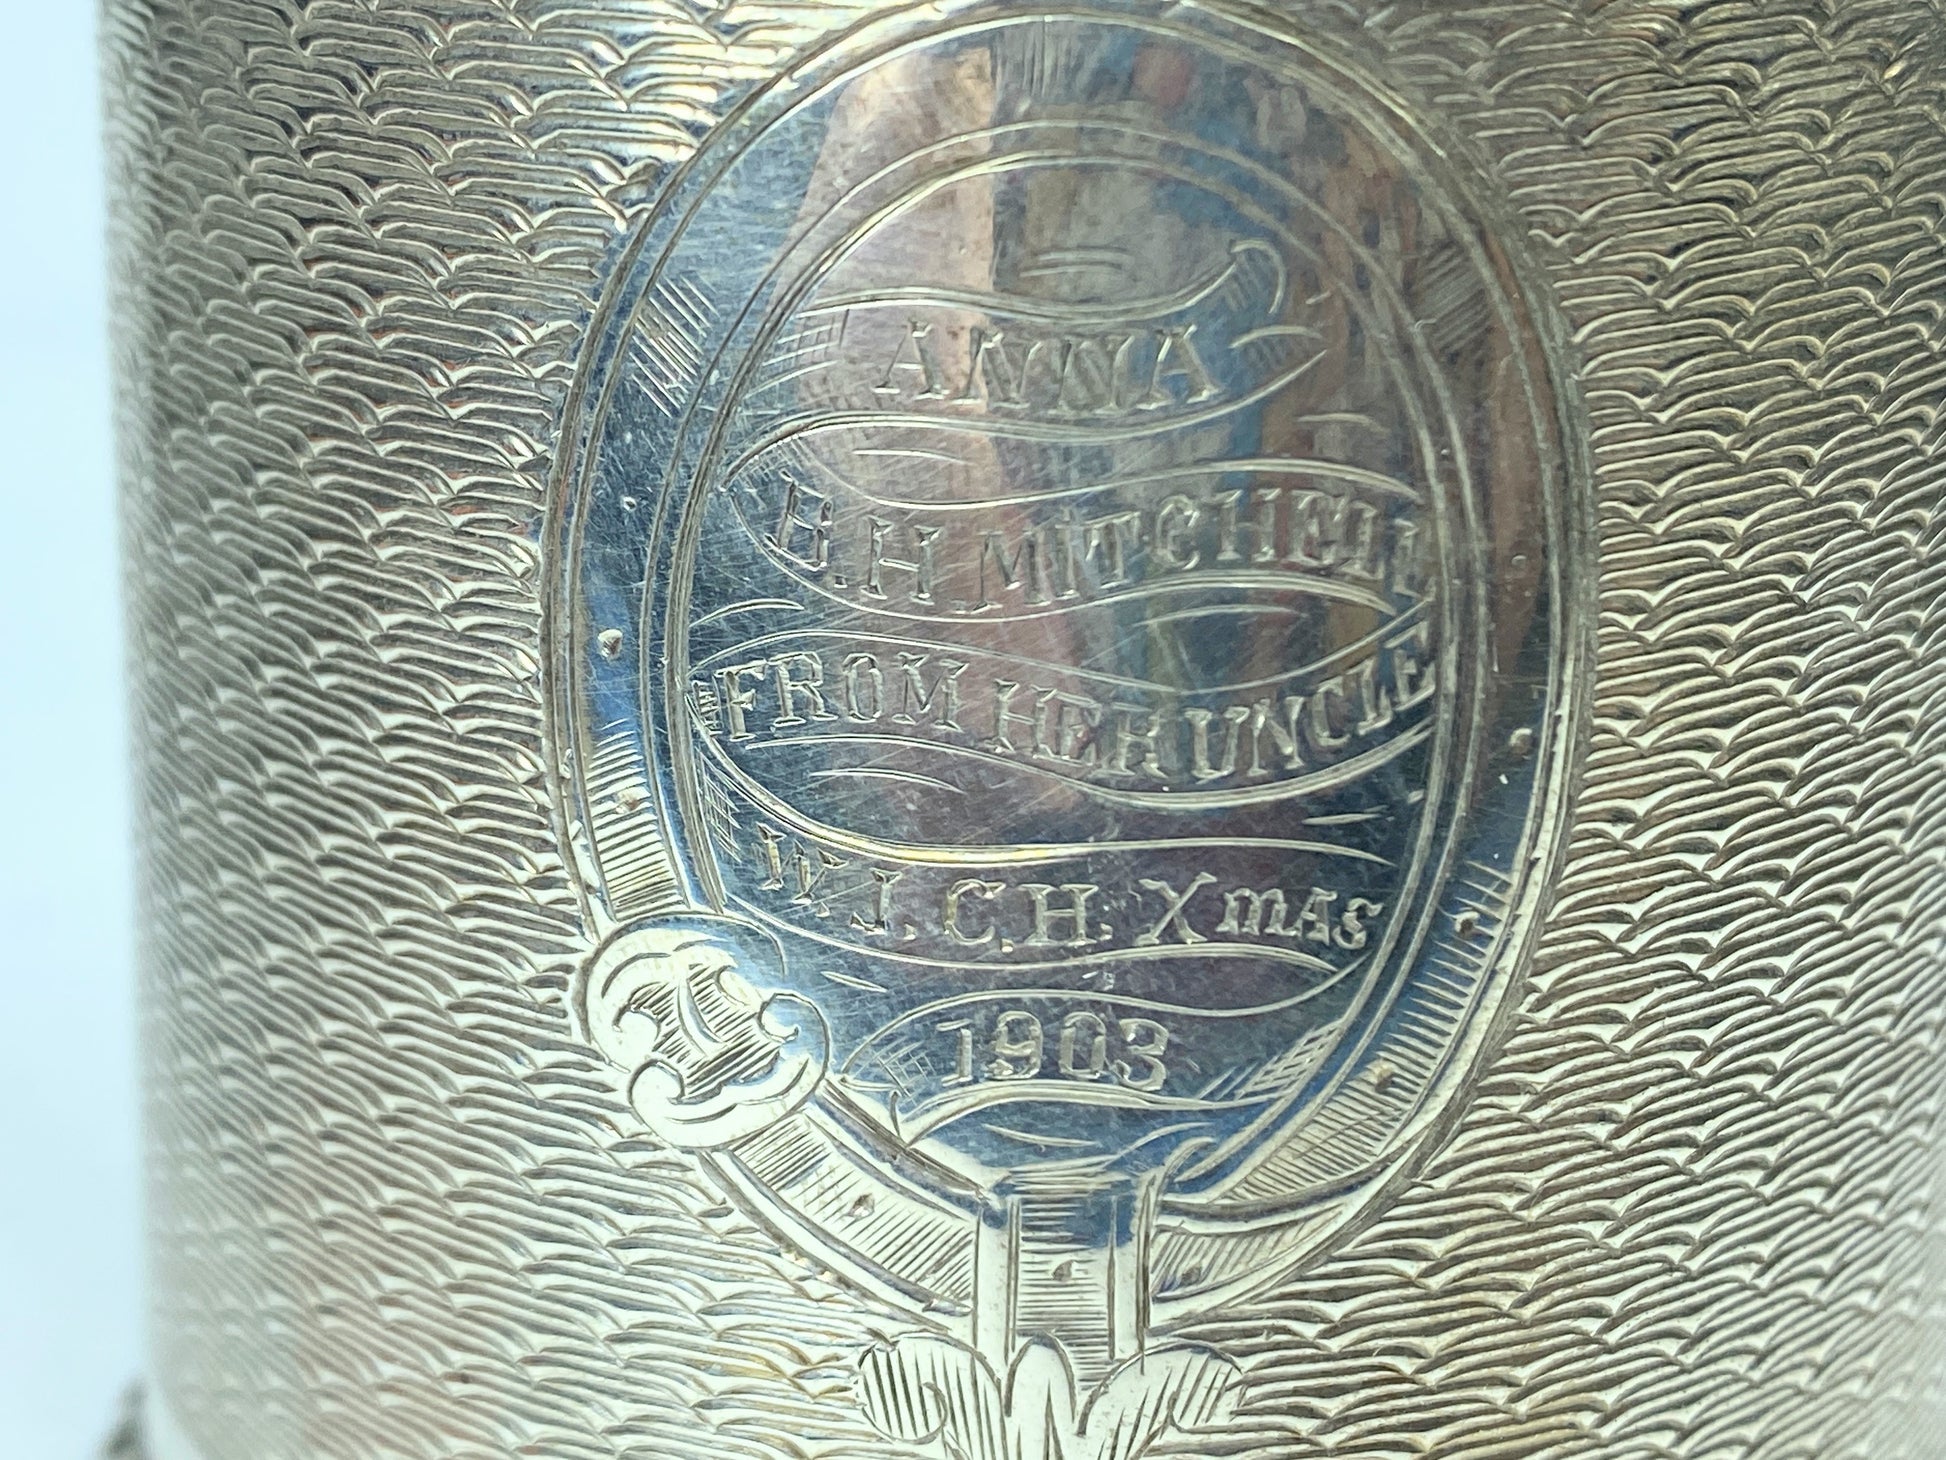 ANNA
B.H. MITCHELL
FROM HER UNCLE
W. J. C. H. Xmas
1903